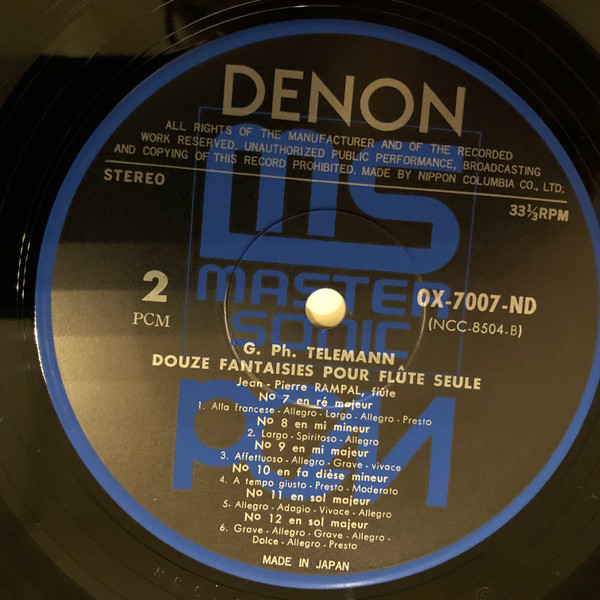 DENON
ALL RIGHTS OF THE MANUFACTURER AND OF THE RECORDED
WORK RESERVED. UNAUTHORIZED PUBLIC PERFORMANCE, BROADCASTING
AND COPYING OF THIS RECORD PROHIBITED. MADE BY NIPPON COLUMBIA CO., LTD.
STEREO
33⅓RPM
ms
MASTER
SONIC
PCM
2
PCM
OX-7007-ND
(NCC-8504-B)
G. Ph. TELEMANN
DOUZE FANTAISIES POUR FLÛTE SEULE
Jean-Pierre RAMPAL, flûte
No 7 en ré majeur
1. Alla francese-Allegro-Largo-Allegro-Presto
No 8 en mi mineur
2. Largo-Spiritoso-Allegro
No 9 en mi majeur
3. Affettuoso-Allegro-Grave-vivace
No 10 en fa dièse mineur
4. A tempo giusto-Presto-Moderato
No 11 en sol majeur
5- Allegro-Adagio-Vivace-Allegro
No 12 en sol majeur
6. Grave-Allegro-Grave-Allegro-
Dolce-Allegro-Presto
MADE IN JAPAN